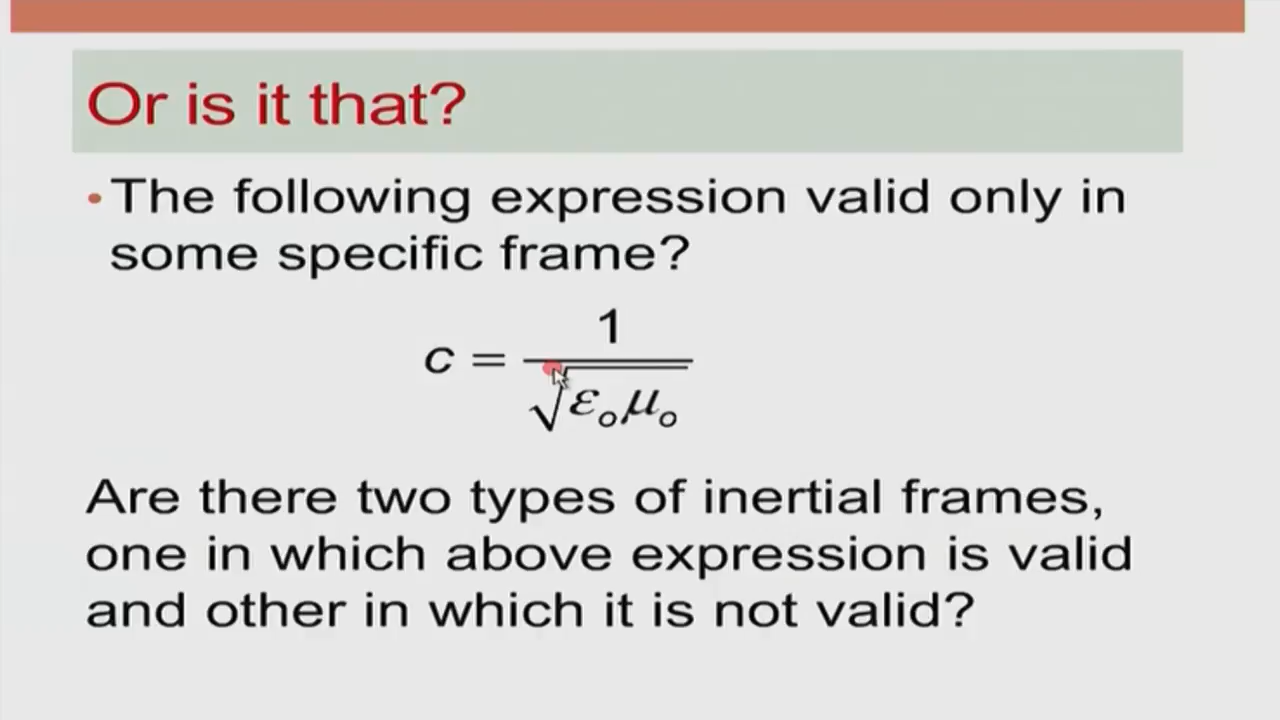 Or is it that?
• The following expression valid only in
some specific frame?
c = 1 / √ε₀μ₀
Are there two types of inertial frames,
one in which above expression is valid
and other in which it is not valid?